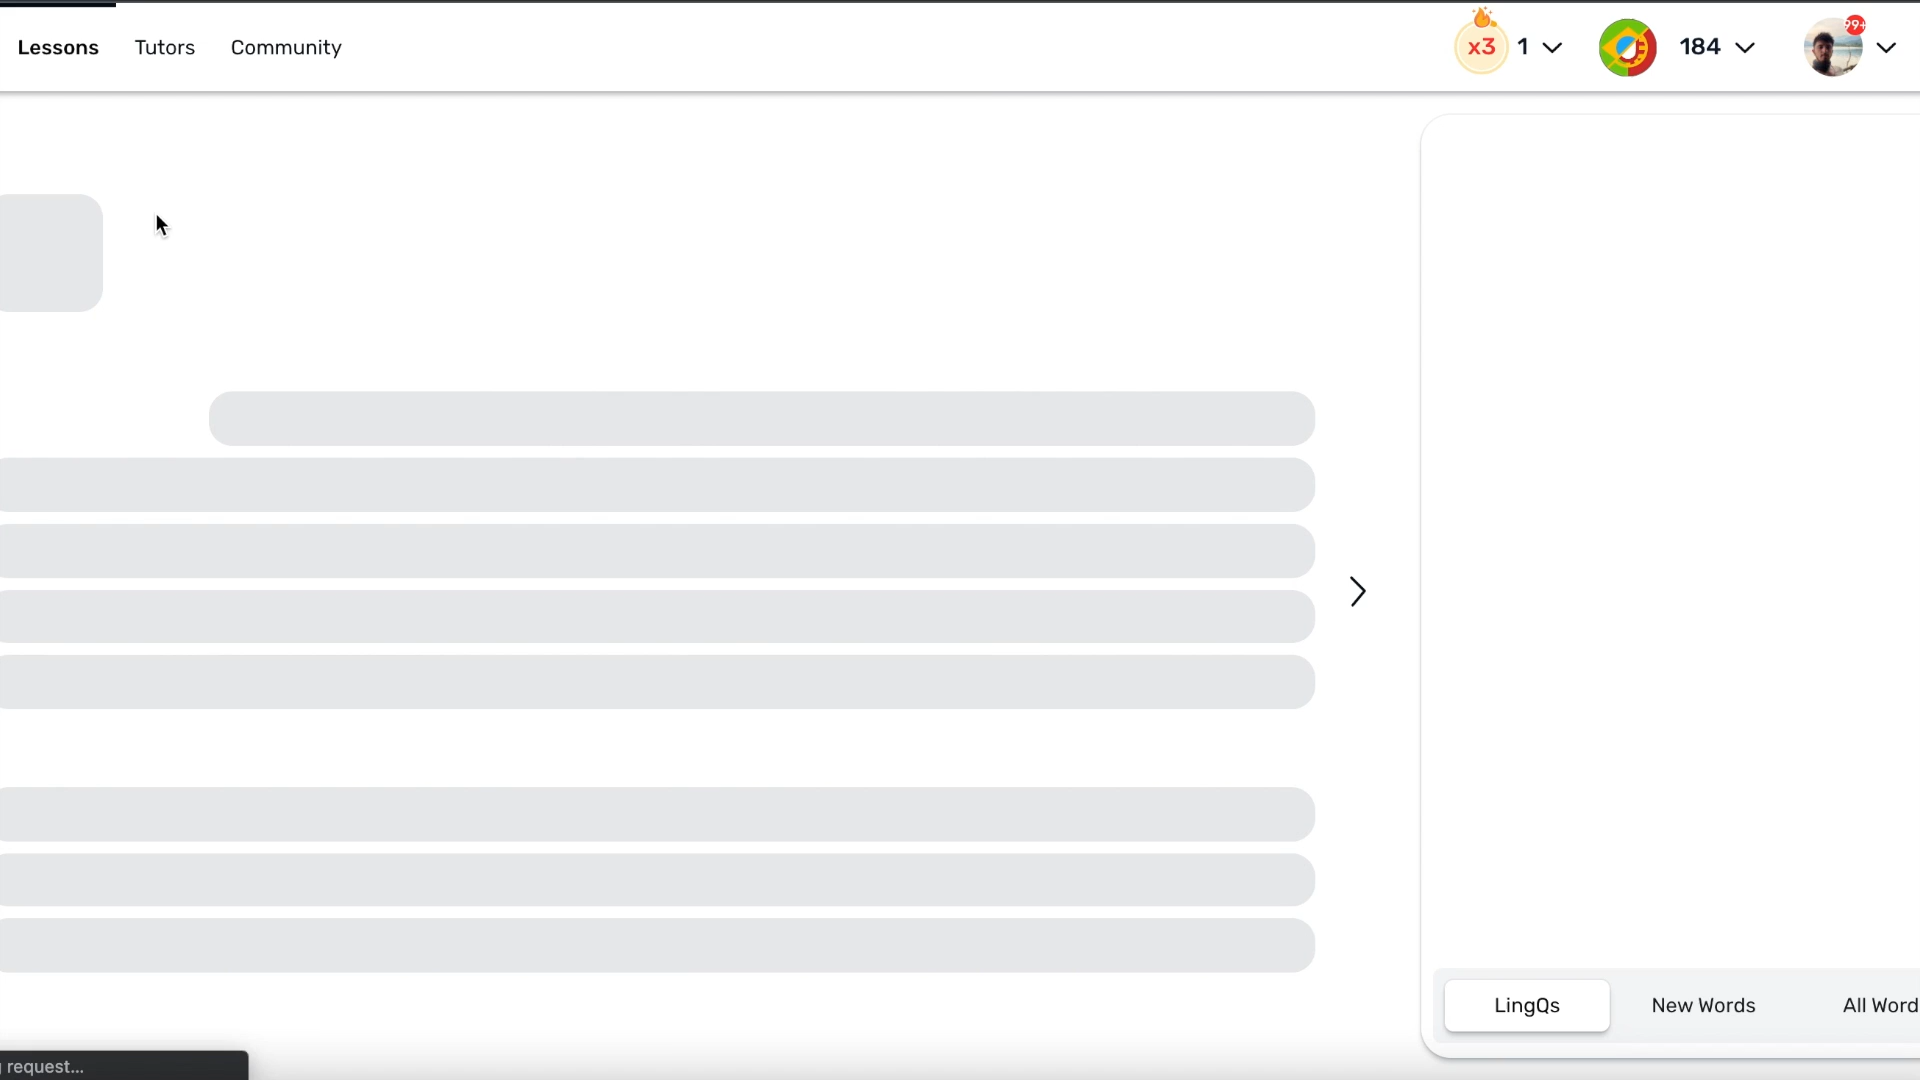 Lessons Tutors Community x3 1 184 99+
LingQs New Words All Word
request...